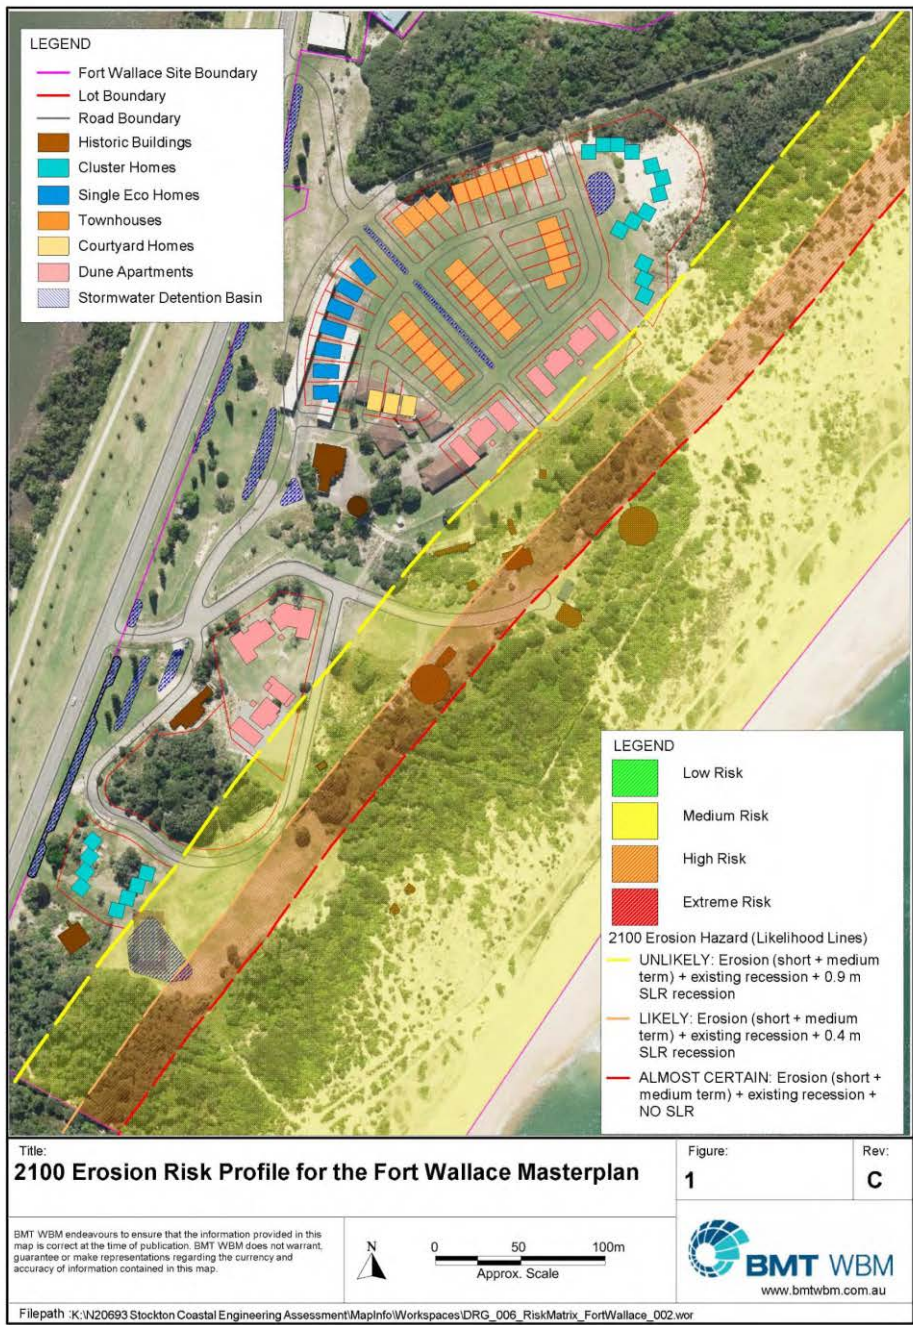 LEGEND
Fort Wallace Site Boundary
Lot Boundary
Road Boundary
Historic Buildings
Cluster Homes
Single Eco Homes
Townhouses
Courtyard Homes
Dune Apartments
Stormwater Detention Basin
LEGEND
Low Risk
Medium Risk
High Risk
Extreme Risk
2100 Erosion Hazard (Likelihood Lines)
UNLIKELY: Erosion (short + medium
term) + existing recession + 0.9 m
SLR recession
LIKELY: Erosion (short + medium
term) + existing recession + 0.4 m
SLR recession
ALMOST CERTAIN: Erosion (short +
medium term) + existing recession +
NO SLR
Title:
2100 Erosion Risk Profile for the Fort Wallace Masterplan
Figure:
1
Rev:
C
BMT WBM endeavours to ensure that the information provided in this
map is correct at the time of publication. BMT WBM does not warrant,
guarantee or make representations regarding the currency and
accuracy of information contained in this map.
N
0 50 100m
Approx. Scale
BMT WBM
www.bmtwbm.com.au
Filepath :K:\N20693 Stockton Coastal Engineering Assessment\MapInfo\Workspaces\DRG_006_RiskMatrix_FortWallace_002.wor